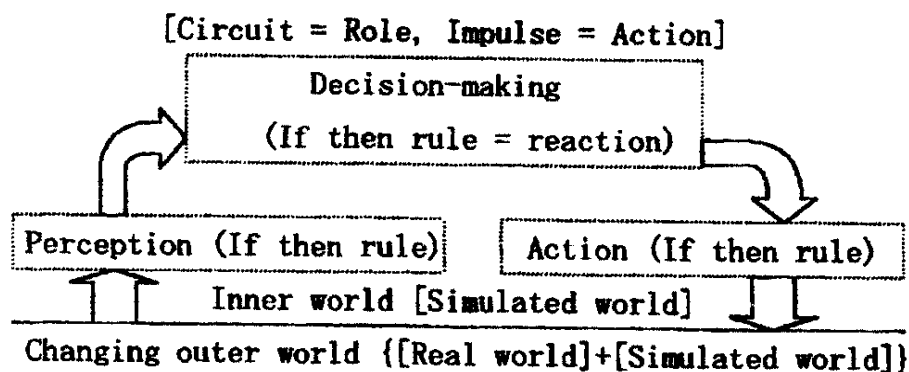 [Circuit = Role, Impulse = Action]
Decision-making
(If then rule = reaction)
Perception (If then rule)
Action (If then rule)
Inner world [Simulated world]
Changing outer world {[Real world]+[Simulated world]}